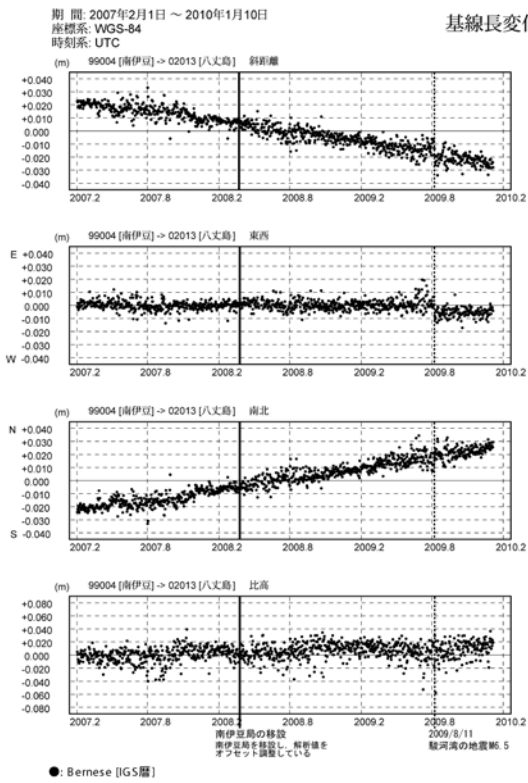 期 間: 2007年2月1日 ～ 2010年1月10日
座標系: WGS-84
時刻系: UTC
基線長変
(m) 99004 [南伊豆] -> 02013 [八丈島] 斜距離
+0.040
+0.030
+0.020
+0.010
0.000
-0.010
-0.020
-0.030
-0.040
2007.2 2007.8 2008.2 2008.8 2009.2 2009.8 2010.2
(m) 99004 [南伊豆] -> 02013 [八丈島] 東西
E +0.040
+0.030
+0.020
+0.010
0.000
-0.010
-0.020
-0.030
W -0.040
2007.2 2007.8 2008.2 2008.8 2009.2 2009.8 2010.2
(m) 99004 [南伊豆] -> 02013 [八丈島] 南北
N +0.040
+0.030
+0.020
+0.010
0.000
-0.010
-0.020
-0.030
S -0.040
2007.2 2007.8 2008.2 2008.8 2009.2 2009.8 2010.2
(m) 99004 [南伊豆] -> 02013 [八丈島] 比高
+0.080
+0.060
+0.040
+0.020
0.000
-0.020
-0.040
-0.060
-0.080
2007.2 2007.8 2008.2 2008.8 2009.2 2009.8 2010.2
南伊豆局の移設
南伊豆局を移設し、解析値を
オフセット調整している
2009/8/11
駿河湾の地震M6.5
●: Bernese [IGS暦]